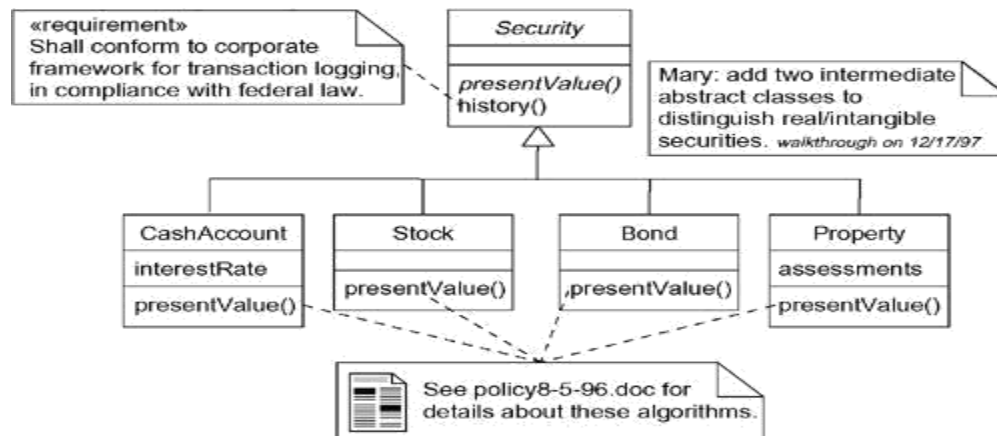 «requirement»
Shall conform to corporate
framework for transaction logging,
in compliance with federal law.
Security
presentValue()
history()
Mary: add two intermediate
abstract classes to
distinguish real/intangible
securities. walkthrough on 12/17/97
CashAccount
interestRate
presentValue()
Stock
presentValue()
Bond
presentValue()
Property
assessments
presentValue()
See policy8-5-96.doc for
details about these algorithms.